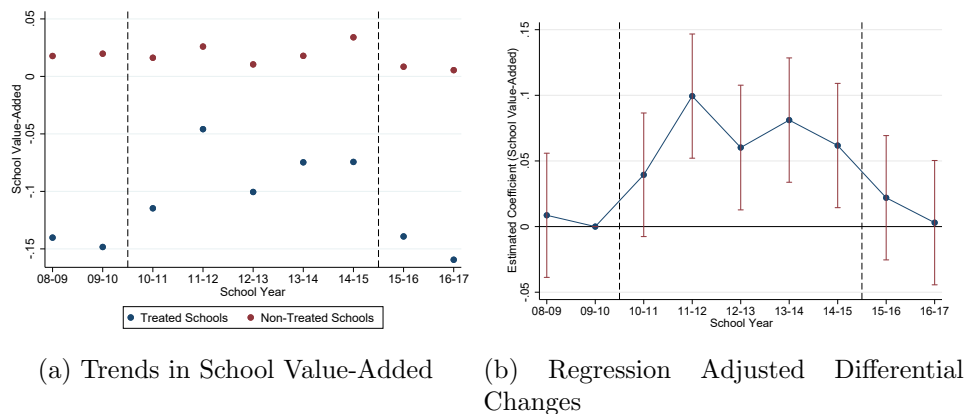 .05
0
-.05
-.1
-.15
School Value-Added
08-09 09-10 10-11 11-12 12-13 13-14 14-15 15-16 16-17
School Year
Treated Schools Non-Treated Schools
(a) Trends in School Value-Added
.15
.1
.05
0
-.05
Estimated Coefficient (School Value-Added)
08-09 09-10 10-11 11-12 12-13 13-14 14-15 15-16 16-17
School Year
(b) Regression Adjusted Differential
Changes